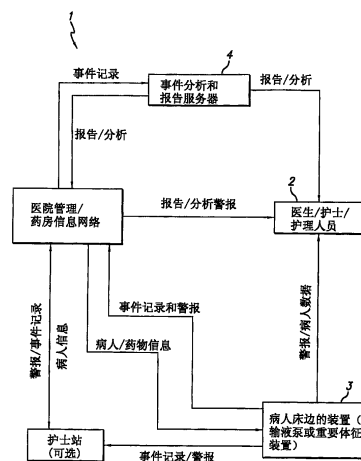 1
4
事件记录
事件分析和
报告服务器
报告/分析
报告/分析
2
医院管理/
药房信息网络
报告/分析警报
医生/护士/
护理人员
事件记录和警报
警报/事件记录
病人信息
病人/药物信息
警报/病人数据
3
护士站
(可选)
病人床边的装置(
输液泵或重要体征
装置)
事件记录/警报